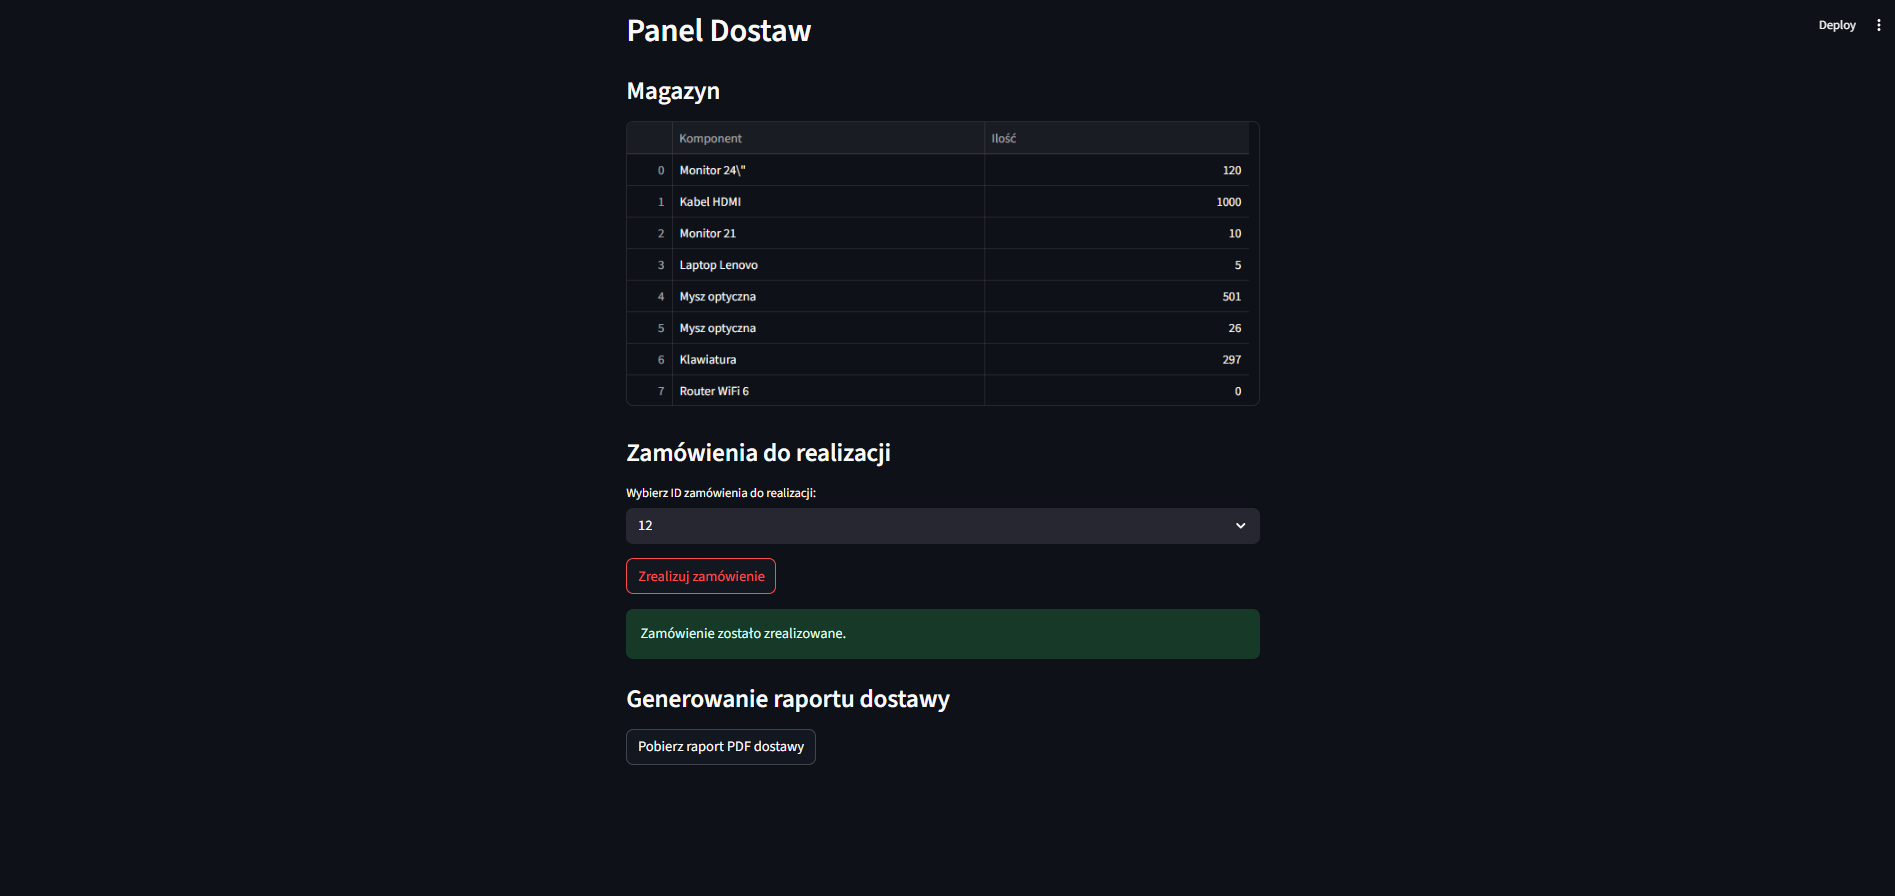 Panel Dostaw
Deploy
Magazyn
Komponent Ilość
0 Monitor 24\" 120
1 Kabel HDMI 1000
2 Monitor 21 10
3 Laptop Lenovo 5
4 Mysz optyczna 501
5 Mysz optyczna 26
6 Klawiatura 297
7 Router WiFi 6 0
Zamówienia do realizacji
Wybierz ID zamówienia do realizacji:
12
Zrealizuj zamówienie
Zamówienie zostało zrealizowane.
Generowanie raportu dostawy
Pobierz raport PDF dostawy